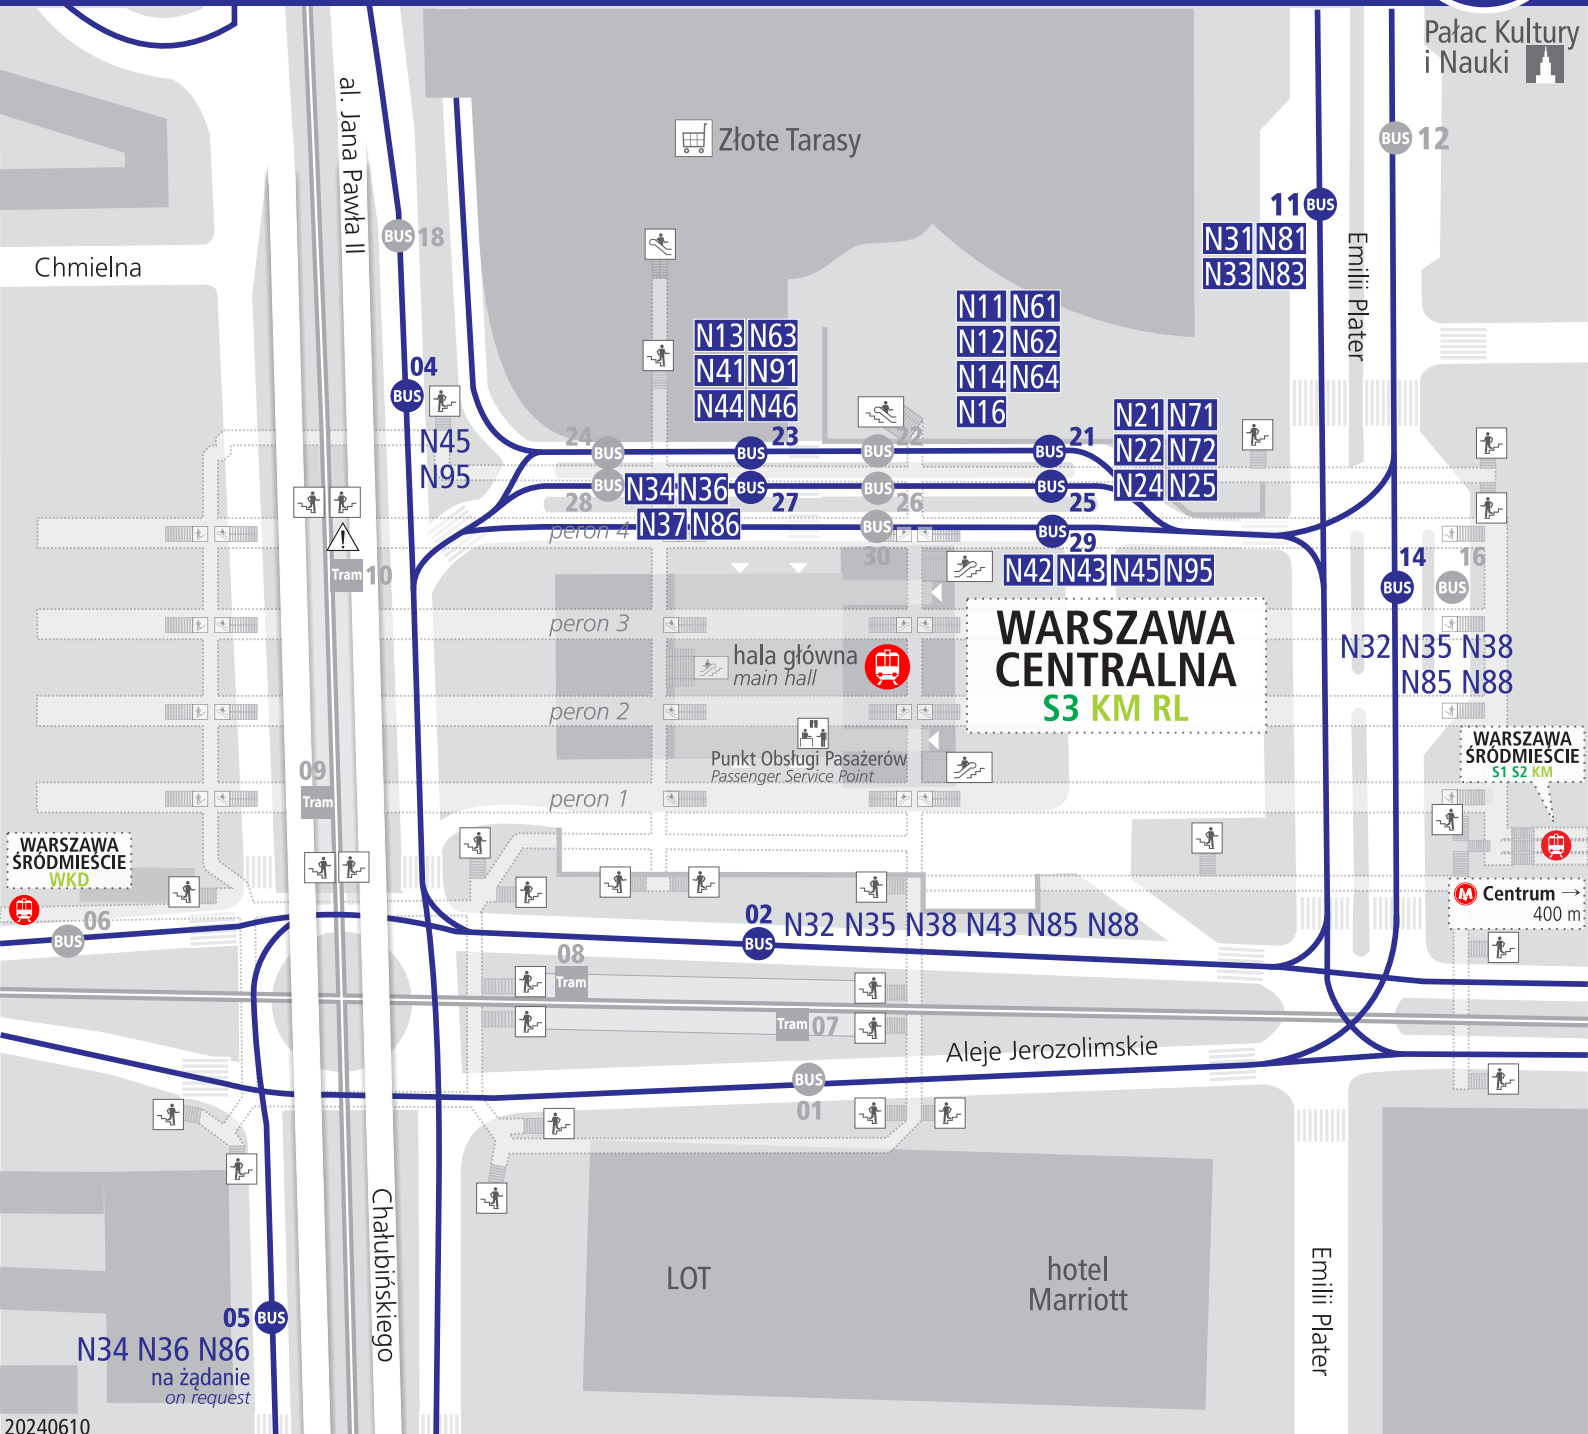 Pałac Kultury
i Nauki
BUS 12
al. Jana Pawła II
Złote Tarasy
11 BUS
N31 N81
N33 N83
BUS 18
Chmielna
Emilii Plater
N11 N61
N12 N62
N14 N64
N16
N13 N63
N41 N91
N44 N46
04
BUS
N45
N95
N21 N71
N22 N72
N24 N25
24
BUS
23
BUS
22
BUS
21
BUS
BUS
28
N34 N36
BUS
27
BUS
26
BUS
25
peron 4
N37 N86
BUS
30
BUS
29
N42 N43 N45 N95
Tram 10
14
BUS
16
BUS
N32 N35 N38
N85 N88
WARSZAWA
CENTRALNA
S3 KM RL
peron 3
hala główna
main hall
peron 2
Punkt Obsługi Pasażerów
Passenger Service Point
peron 1
WARSZAWA
ŚRÓDMIEŚCIE
S1 S2 KM
09
Tram
WARSZAWA
ŚRÓDMIEŚCIE
WKD
M Centrum →
400 m
06
BUS
02
BUS
N32 N35 N38 N43 N85 N88
08
Tram
Tram 07
Aleje Jerozolimskie
BUS
01
Chałubińskiego
LOT
hotel
Marriott
Emilii Plater
05 BUS
N34 N36 N86
na żądanie
on request
20240610